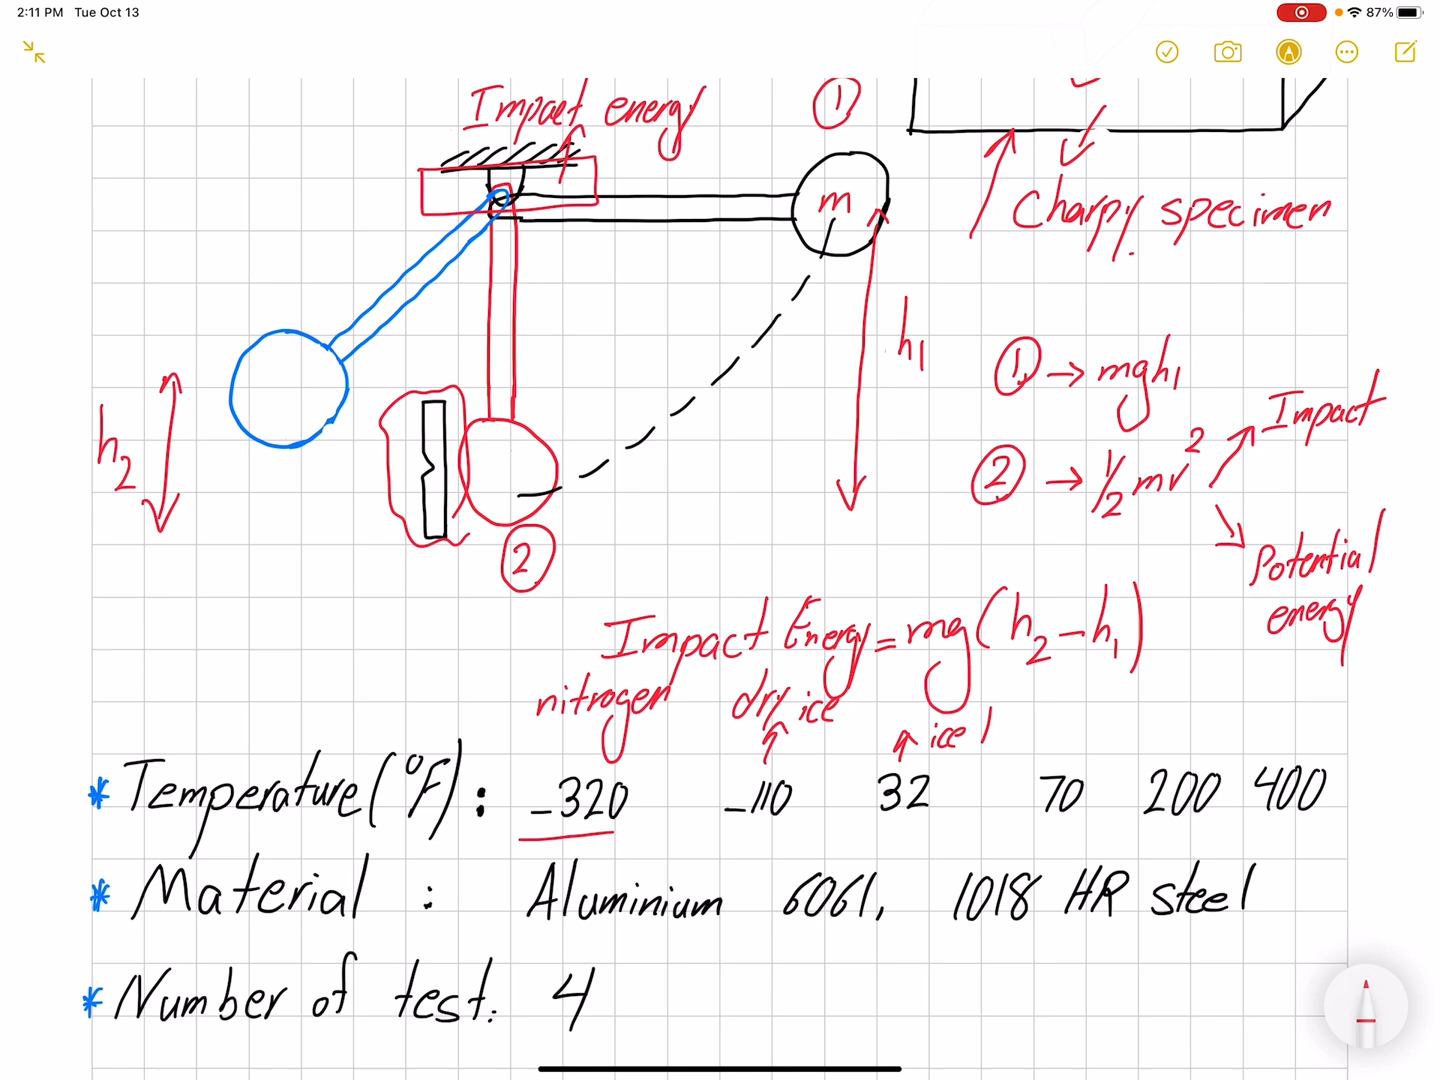 2:11 PM Tue Oct 13
87%
Impact energy
1
m
Charpy specimen
h1
1 → mgh1
Impact
2 → 1/2 mv²
h2
2
Potential
energy
Impact Energy = mg(h2 - h1)
nitrogen dry ice ice
* Temperature (°F): -320 -110 32 70 200 400
* Material : Aluminium 6061, 1018 HR steel
* Number of test: 4